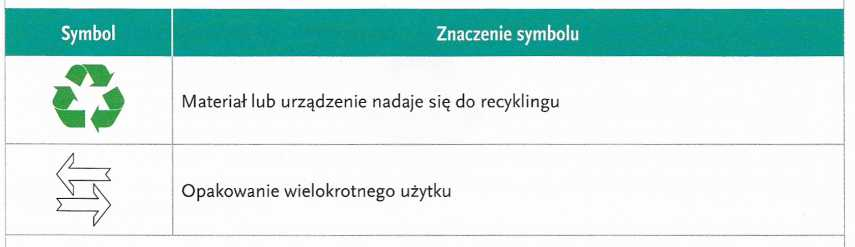 Symbol
Znaczenie symbolu
Materiał lub urządzenie nadaje się do recyklingu
Opakowanie wielokrotnego użytku